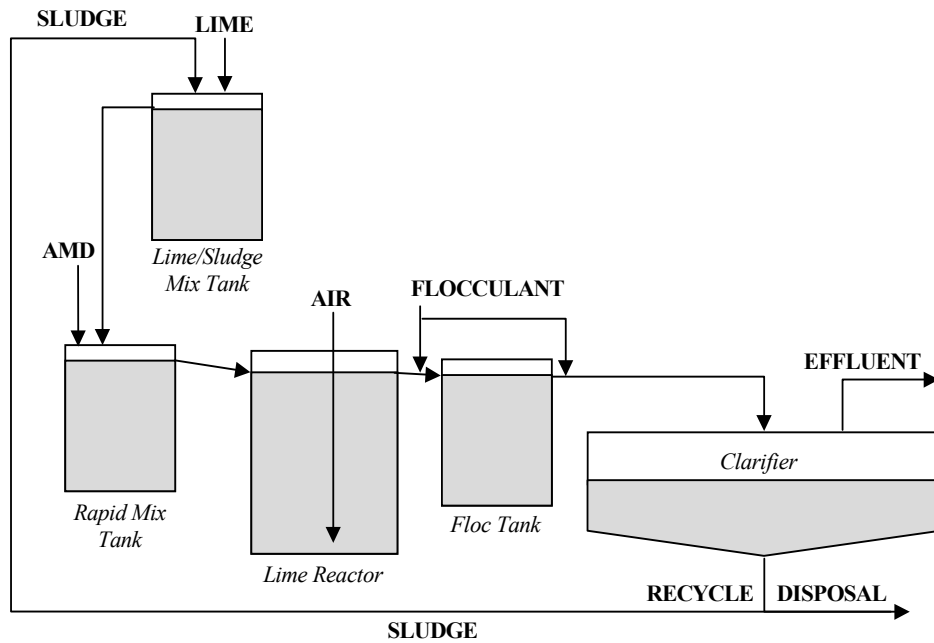 SLUDGE
LIME
Lime/Sludge
Mix Tank
AMD
AIR
FLOCCULANT
EFFLUENT
Clarifier
Rapid Mix
Tank
Floc Tank
Lime Reactor
RECYCLE
DISPOSAL
SLUDGE